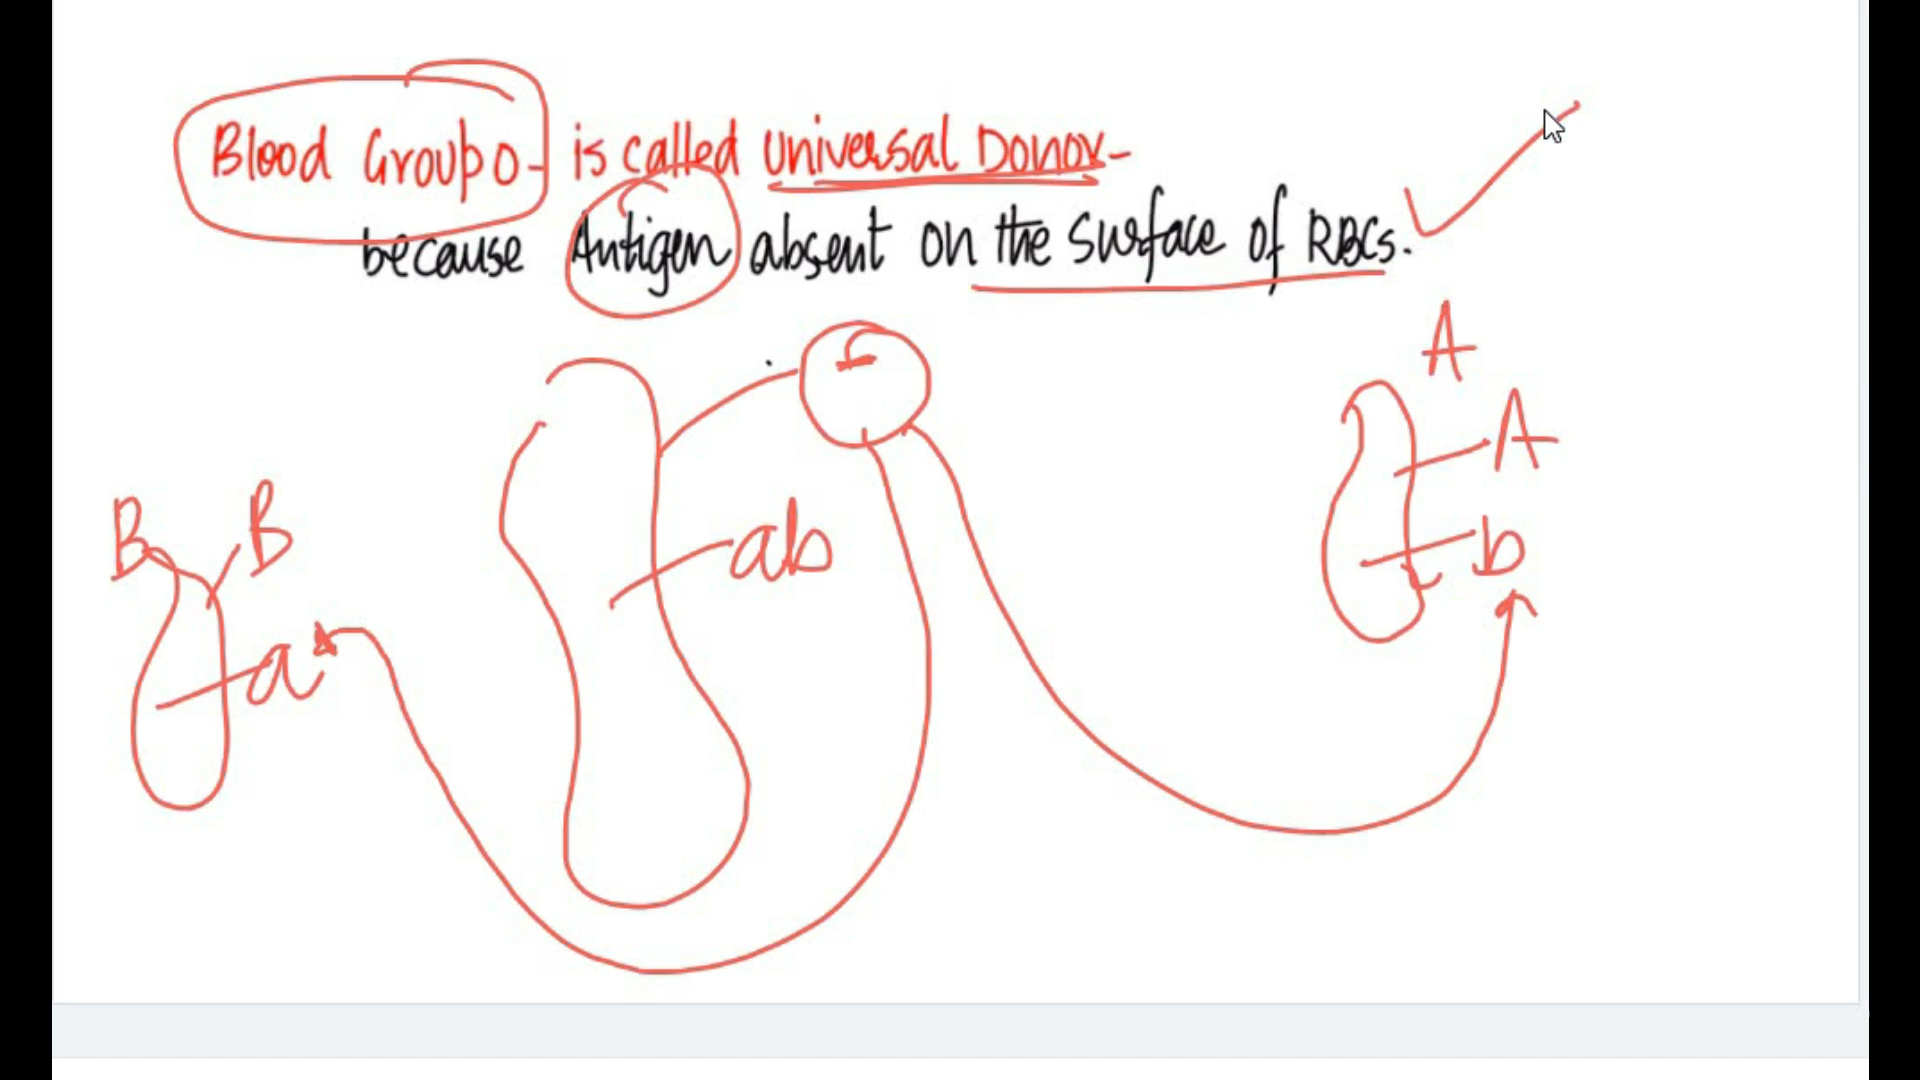 Blood Group O- is called Universal Donor-
because Antigen absent on the surface of RBCs.
A
A
B B
ab
b
a